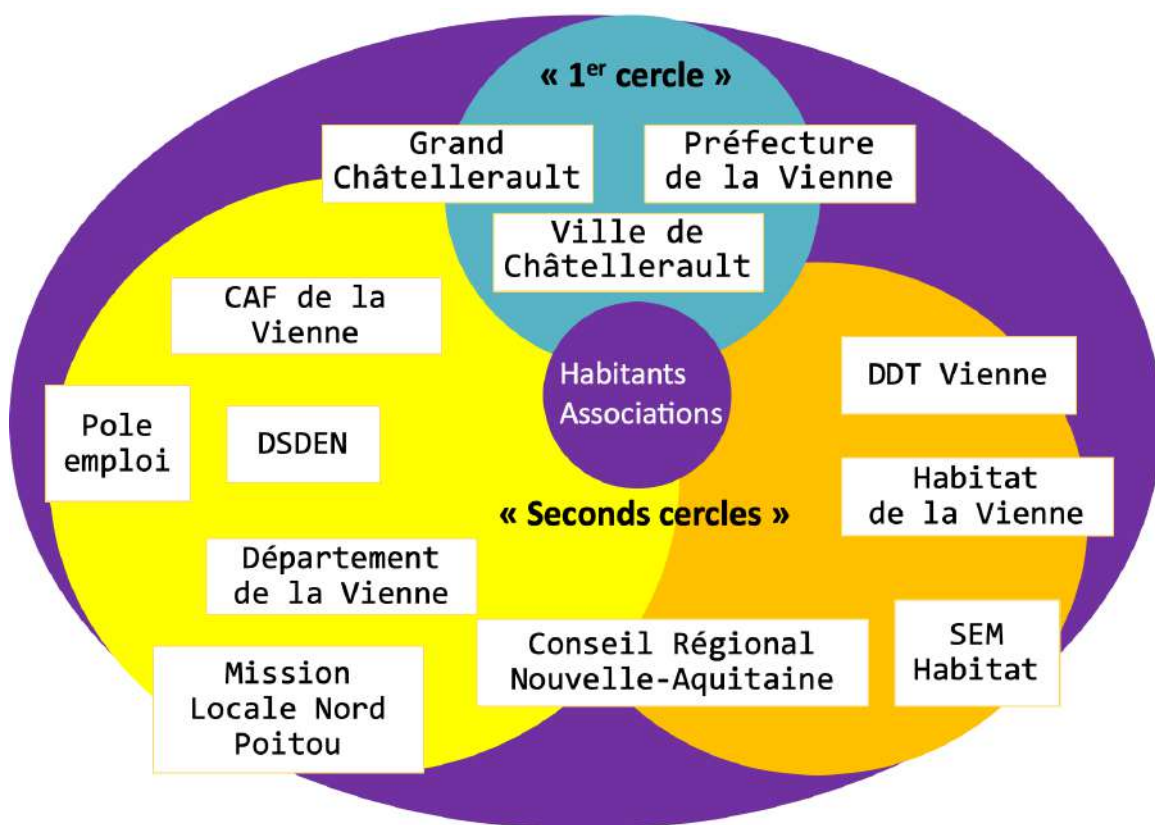 « 1er cercle »
Grand
Châtellerault
Préfecture
de la Vienne
Ville de
Châtellerault
CAF de la
Vienne
Habitants
Associations
DDT Vienne
Pole
emploi
DSDEN
Habitat
de la Vienne
« Seconds cercles »
Département
de la Vienne
Conseil Régional
Nouvelle-Aquitaine
SEM
Habitat
Mission
Locale Nord
Poitou